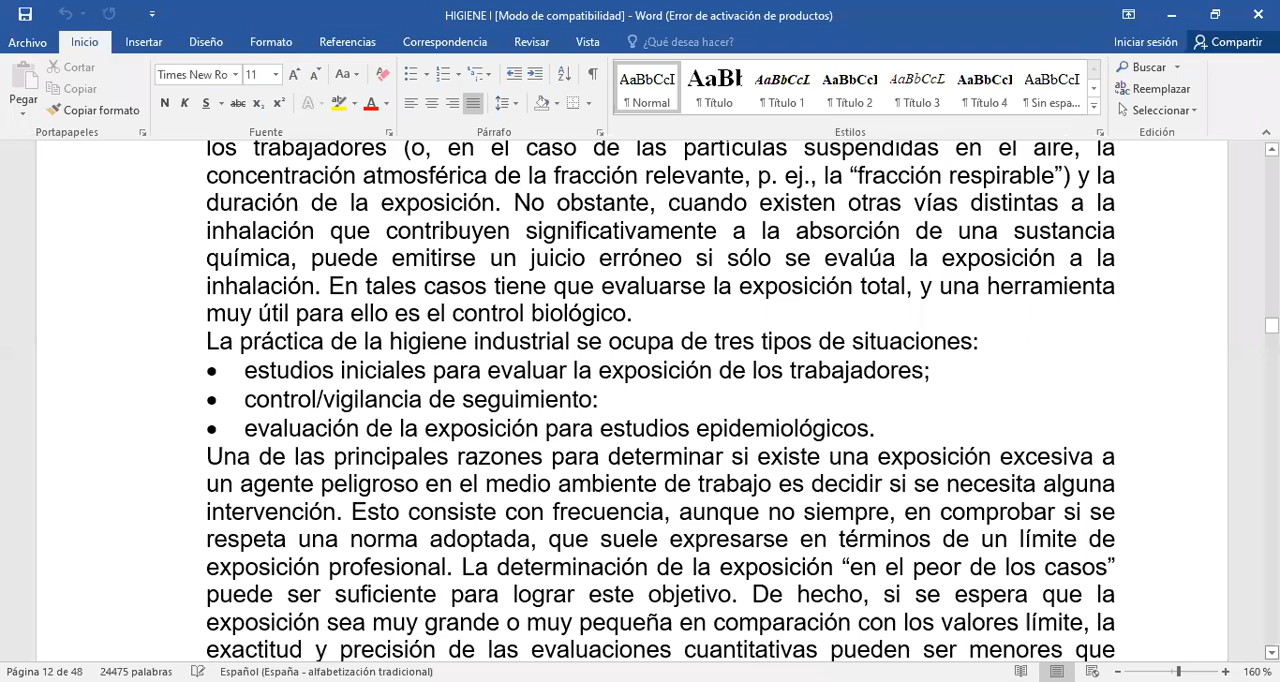 HIGIENE I [Modo de compatibilidad] - Word (Error de activación de productos)
Archivo Inicio Insertar Diseño Formato Referencias Correspondencia Revisar Vista ¿Qué desea hacer? Iniciar sesión Compartir
Pegar Cortar Copiar Copiar formato
Portapapeles
Times New Ro 11
Fuente
Párrafo
AaBbCcI AaBl AaBbCcL AaBbCcl AaBbCcL AaBbCcl AaBbCcI
¶ Normal ¶ Título ¶ Título 1 ¶ Título 2 ¶ Título 3 ¶ Título 4 ¶ Sin espa...
Estilos
Buscar
Reemplazar
Seleccionar
Edición
los trabajadores (o, en el caso de las partículas suspendidas en el aire, la
concentración atmosférica de la fracción relevante, p. ej., la “fracción respirable”) y la
duración de la exposición. No obstante, cuando existen otras vías distintas a la
inhalación que contribuyen significativamente a la absorción de una sustancia
química, puede emitirse un juicio erróneo si sólo se evalúa la exposición a la
inhalación. En tales casos tiene que evaluarse la exposición total, y una herramienta
muy útil para ello es el control biológico.
La práctica de la higiene industrial se ocupa de tres tipos de situaciones:
• estudios iniciales para evaluar la exposición de los trabajadores;
• control/vigilancia de seguimiento:
• evaluación de la exposición para estudios epidemiológicos.
Una de las principales razones para determinar si existe una exposición excesiva a
un agente peligroso en el medio ambiente de trabajo es decidir si se necesita alguna
intervención. Esto consiste con frecuencia, aunque no siempre, en comprobar si se
respeta una norma adoptada, que suele expresarse en términos de un límite de
exposición profesional. La determinación de la exposición “en el peor de los casos”
puede ser suficiente para lograr este objetivo. De hecho, si se espera que la
exposición sea muy grande o muy pequeña en comparación con los valores límite, la
exactitud y precisión de las evaluaciones cuantitativas pueden ser menores que
Página 12 de 48 24475 palabras Español (España - alfabetización tradicional) 160 %